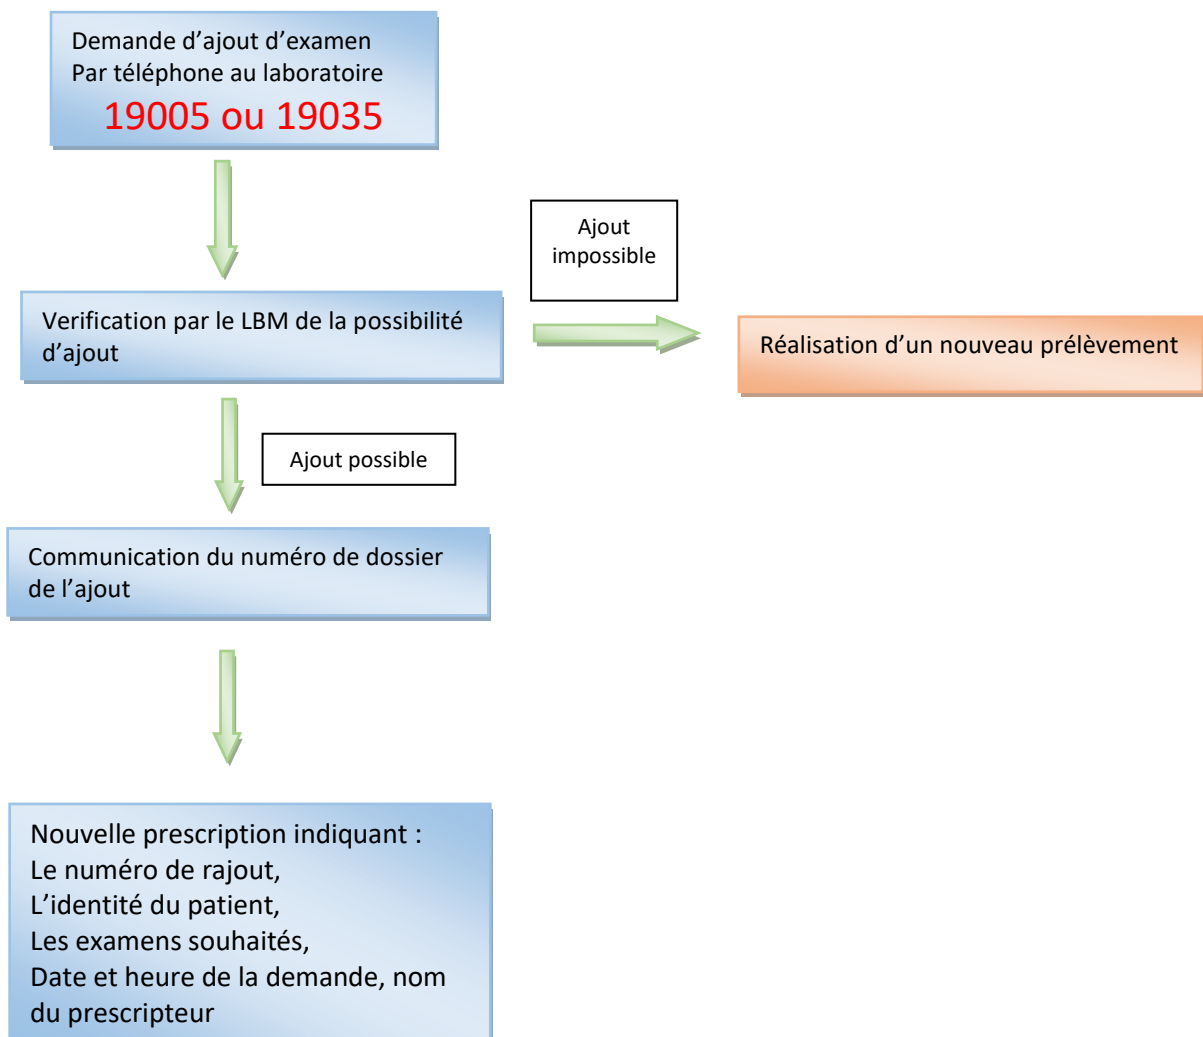 Demande d’ajout d’examen
Par téléphone au laboratoire
19005 ou 19035
Ajout
impossible
Verification par le LBM de la possibilité
d’ajout
Réalisation d’un nouveau prélèvement
Ajout possible
Communication du numéro de dossier
de l’ajout
Nouvelle prescription indiquant :
Le numéro de rajout,
L’identité du patient,
Les examens souhaités,
Date et heure de la demande, nom
du prescripteur